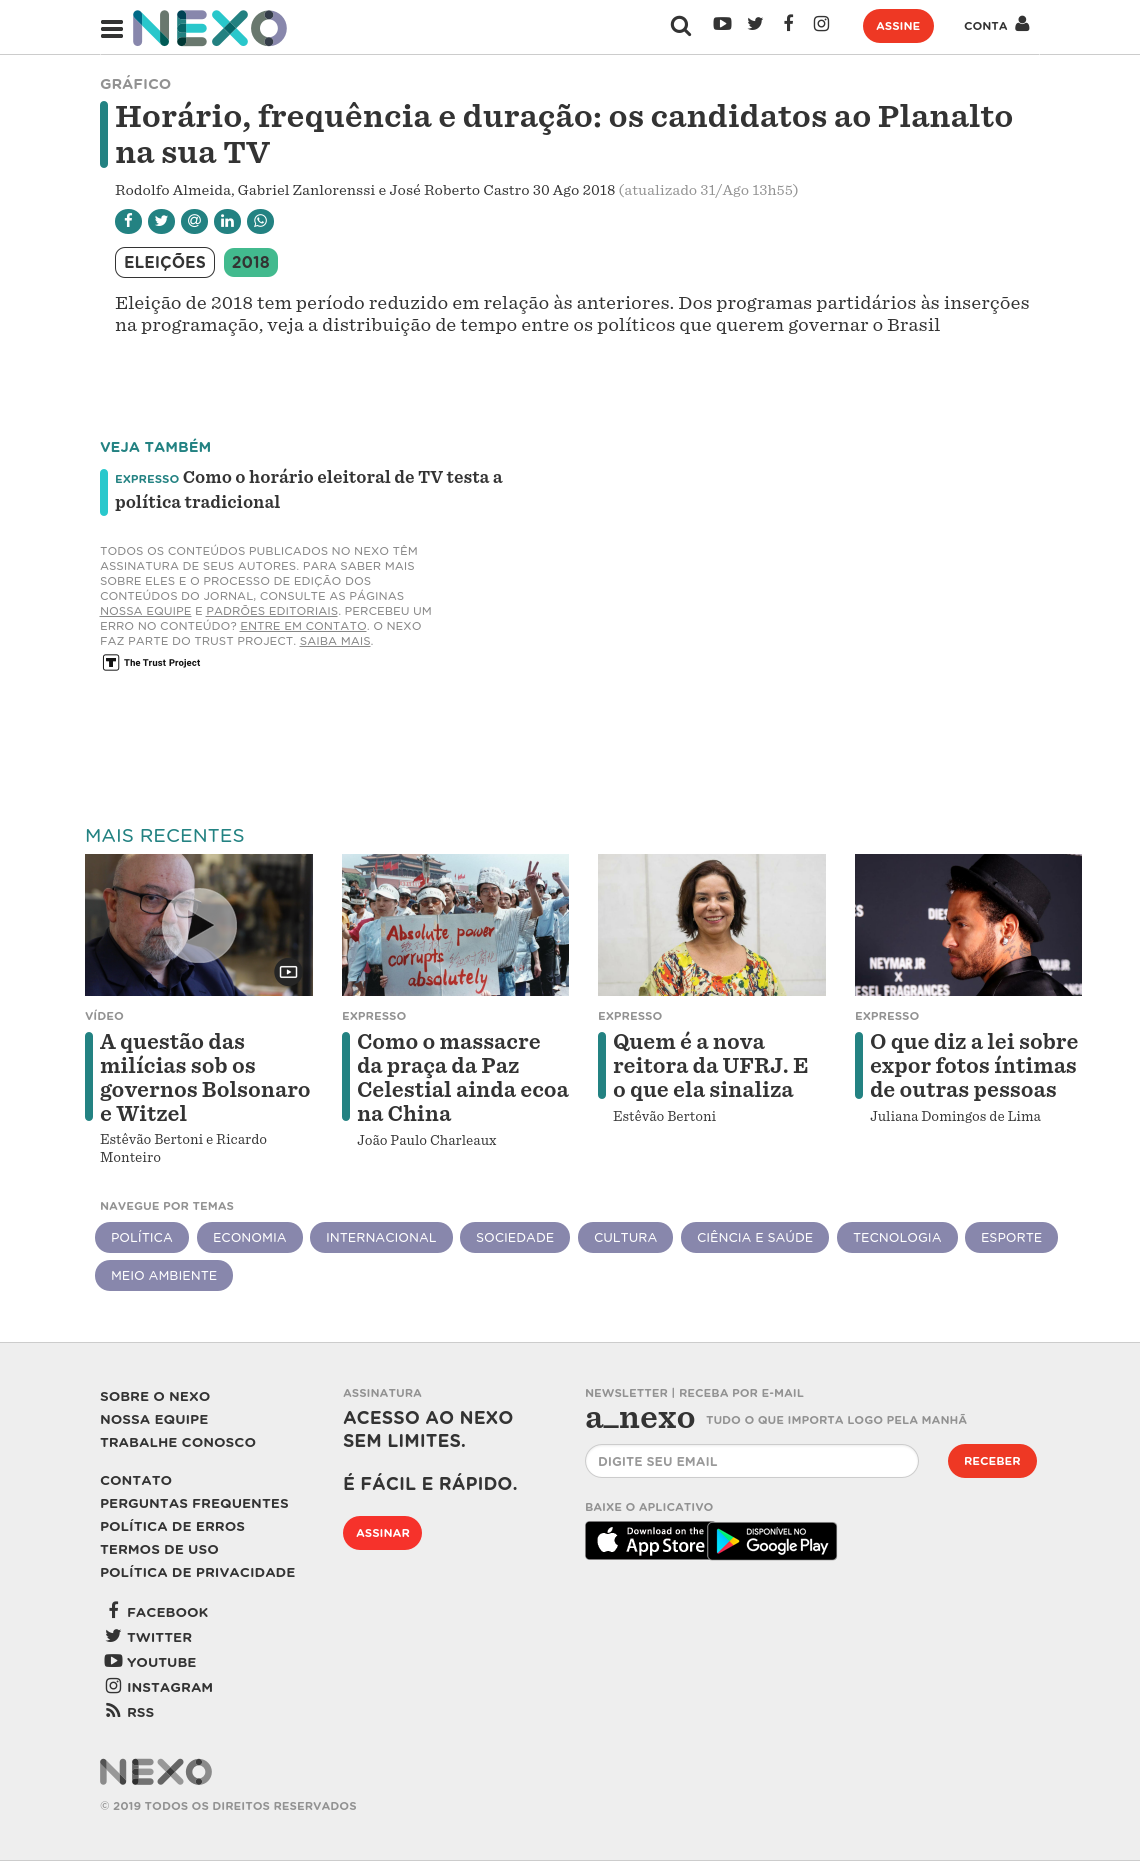 NEXO
ASSINE
CONTA
GRÁFICO
Horário, frequência e duração: os candidatos ao Planalto
na sua TV
Rodolfo Almeida, Gabriel Zanlorenssi e José Roberto Castro 30 Ago 2018 (atualizado 31/Ago 13h55)
ELEIÇÕES 2018
Eleição de 2018 tem período reduzido em relação às anteriores. Dos programas partidários às inserções
na programação, veja a distribuição de tempo entre os políticos que querem governar o Brasil
VEJA TAMBÉM
EXPRESSO Como o horário eleitoral de TV testa a
política tradicional
TODOS OS CONTEÚDOS PUBLICADOS NO NEXO TÊM
ASSINATURA DE SEUS AUTORES. PARA SABER MAIS
SOBRE ELES E O PROCESSO DE EDIÇÃO DOS
CONTEÚDOS DO JORNAL, CONSULTE AS PÁGINAS
NOSSA EQUIPE E PADRÕES EDITORIAIS. PERCEBEU UM
ERRO NO CONTEÚDO? ENTRE EM CONTATO. O NEXO
FAZ PARTE DO TRUST PROJECT. SAIBA MAIS.
T The Trust Project
MAIS RECENTES
VÍDEO
A questão das
milícias sob os
governos Bolsonaro
e Witzel
Estêvão Bertoni e Ricardo
Monteiro
Absolute power
corrupts
absolutely
EXPRESSO
Como o massacre
da praça da Paz
Celestial ainda ecoa
na China
João Paulo Charleaux
EXPRESSO
Quem é a nova
reitora da UFRJ. E
o que ela sinaliza
Estêvão Bertoni
ES
DIES
NEYMAR JR
X
ESEL FRAGRANCES
EXPRESSO
O que diz a lei sobre
expor fotos íntimas
de outras pessoas
Juliana Domingos de Lima
NAVEGUE POR TEMAS
POLÍTICA
ECONOMIA
INTERNACIONAL
SOCIEDADE
CULTURA
CIÊNCIA E SAÚDE
TECNOLOGIA
ESPORTE
MEIO AMBIENTE
SOBRE O NEXO
NOSSA EQUIPE
TRABALHE CONOSCO
CONTATO
PERGUNTAS FREQUENTES
POLÍTICA DE ERROS
TERMOS DE USO
POLÍTICA DE PRIVACIDADE
FACEBOOK
TWITTER
YOUTUBE
INSTAGRAM
RSS
ASSINATURA
ACESSO AO NEXO
SEM LIMITES.
É FÁCIL E RÁPIDO.
ASSINAR
NEWSLETTER | RECEBA POR E-MAIL
a_nexo TUDO O QUE IMPORTA LOGO PELA MANHÃ
DIGITE SEU EMAIL
RECEBER
BAIXE O APLICATIVO
Download on the
App Store
DISPONÍVEL NO
Google Play
NEXO
© 2019 TODOS OS DIREITOS RESERVADOS